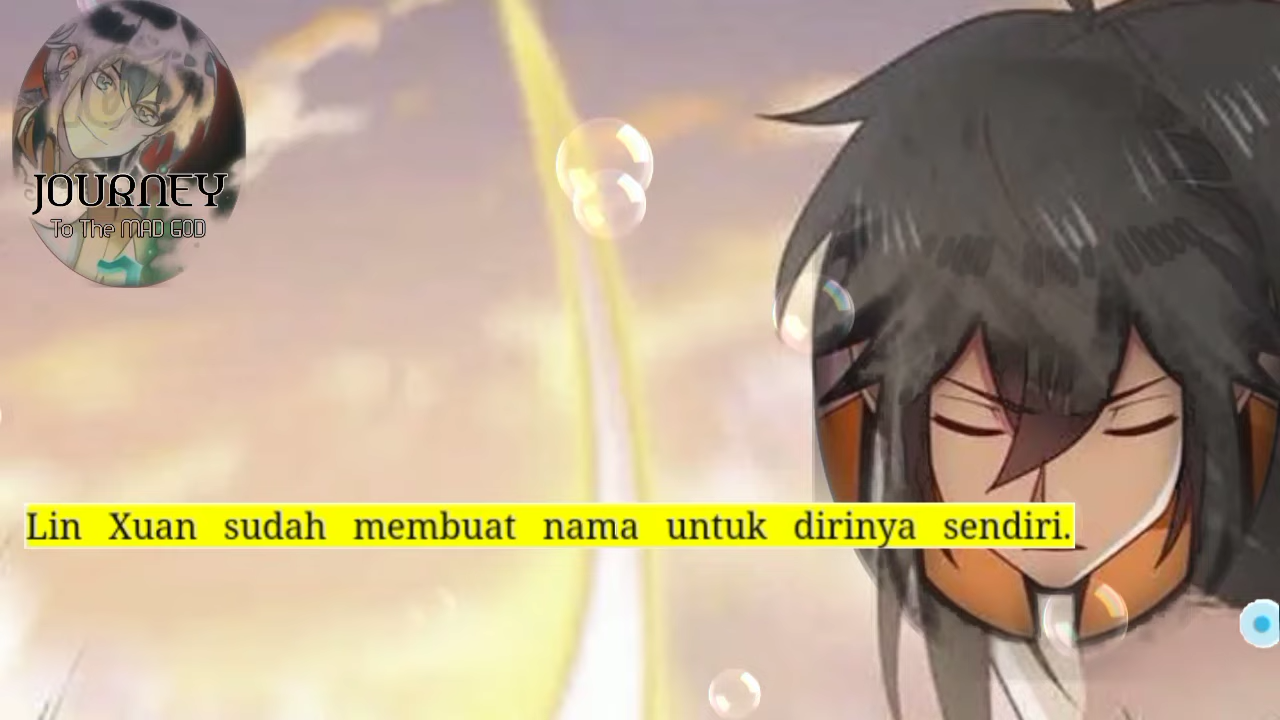 JOURNEY
To The MAD GOD
Lin Xuan sudah membuat nama untuk dirinya sendiri.